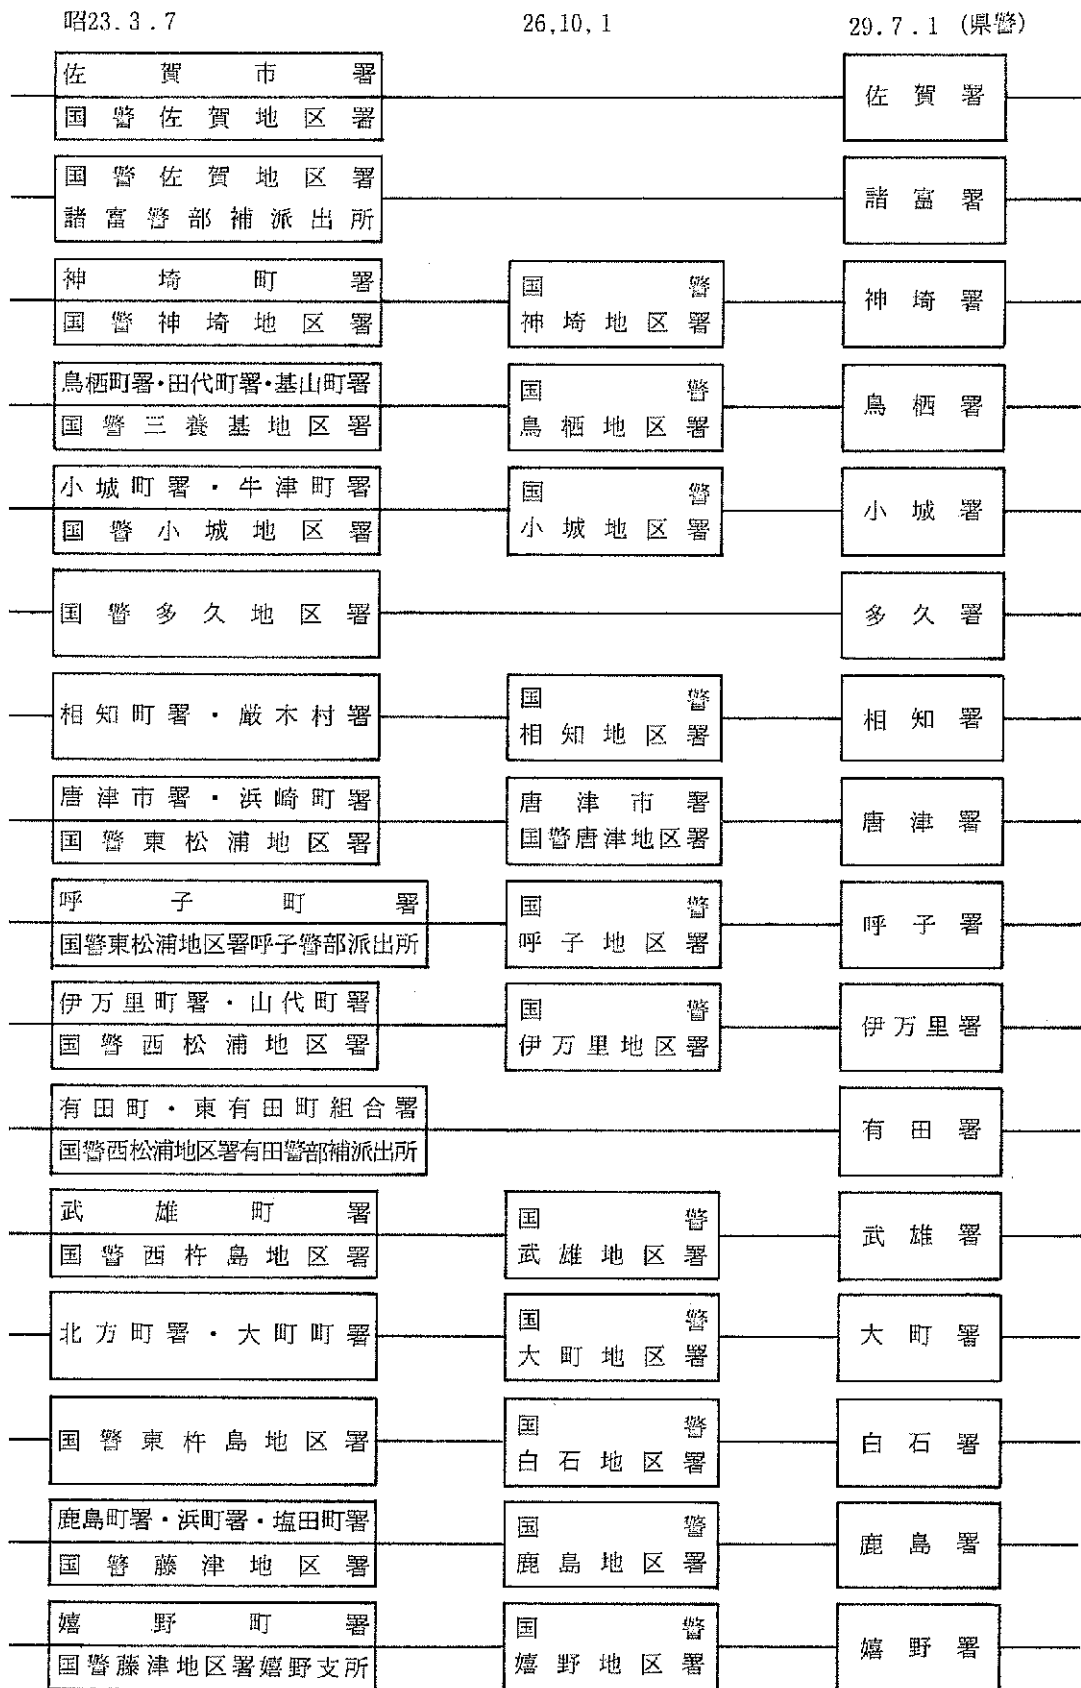 昭23.3.7 26,10,1 29.7.1 (県警)
佐賀市署
国警佐賀地区署
佐賀署
国警佐賀地区署
諸富警部補派出所
諸富署
神埼町署
国警神埼地区署
国警
神埼地区署
神埼署
鳥栖町署・田代町署・基山町署
国警三養基地区署
国警
鳥栖地区署
鳥栖署
小城町署・牛津町署
国警小城地区署
国警
小城地区署
小城署
国警多久地区署
多久署
相知町署・厳木村署
国警
相知地区署
相知署
唐津市署・浜崎町署
国警東松浦地区署
唐津市署
国警唐津地区署
唐津署
呼子町署
国警東松浦地区署呼子警部派出所
国警
呼子地区署
呼子署
伊万里町署・山代町署
国警西松浦地区署
国警
伊万里地区署
伊万里署
有田町・東有田町組合署
国警西松浦地区署有田警部補派出所
有田署
武雄町署
国警西杵島地区署
国警
武雄地区署
武雄署
北方町署・大町町署
国警
大町地区署
大町署
国警東杵島地区署
国警
白石地区署
白石署
鹿島町署・浜町署・塩田町署
国警藤津地区署
国警
鹿島地区署
鹿島署
嬉野町署
国警藤津地区署嬉野支所
国警
嬉野地区署
嬉野署